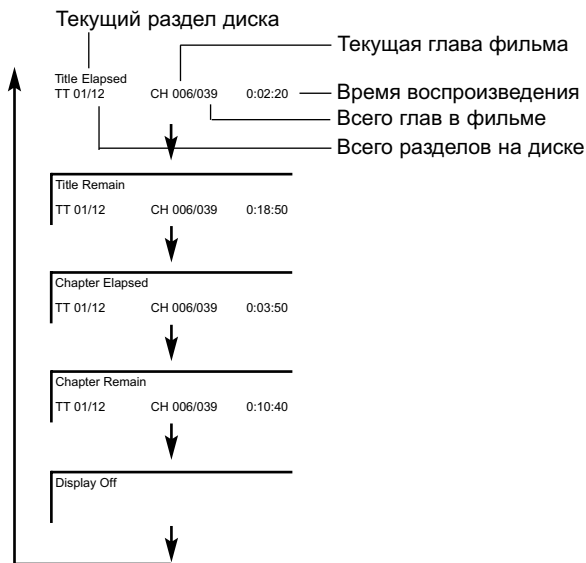 Текущий раздел диска
Текущая глава фильма
Title Elapsed
TT 01/12 CH 006/039 0:02:20
Время воспроизведения
Всего глав в фильме
Всего разделов на диске
Title Remain
TT 01/12 CH 006/039 0:18:50
Chapter Elapsed
TT 01/12 CH 006/039 0:03:50
Chapter Remain
TT 01/12 CH 006/039 0:10:40
Display Off